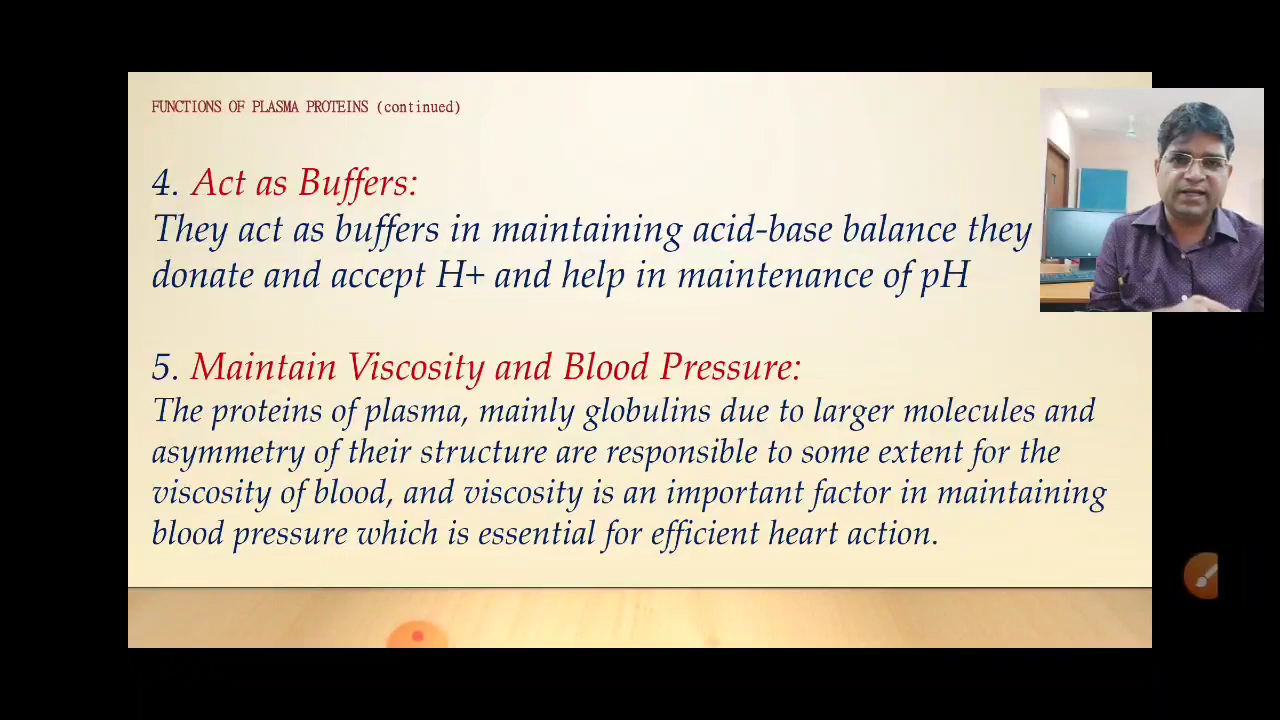 FUNCTIONS OF PLASMA PROTEINS (continued)
4. Act as Buffers:
They act as buffers in maintaining acid-base balance they
donate and accept H+ and help in maintenance of pH
5. Maintain Viscosity and Blood Pressure:
The proteins of plasma, mainly globulins due to larger molecules and
asymmetry of their structure are responsible to some extent for the
viscosity of blood, and viscosity is an important factor in maintaining
blood pressure which is essential for efficient heart action.